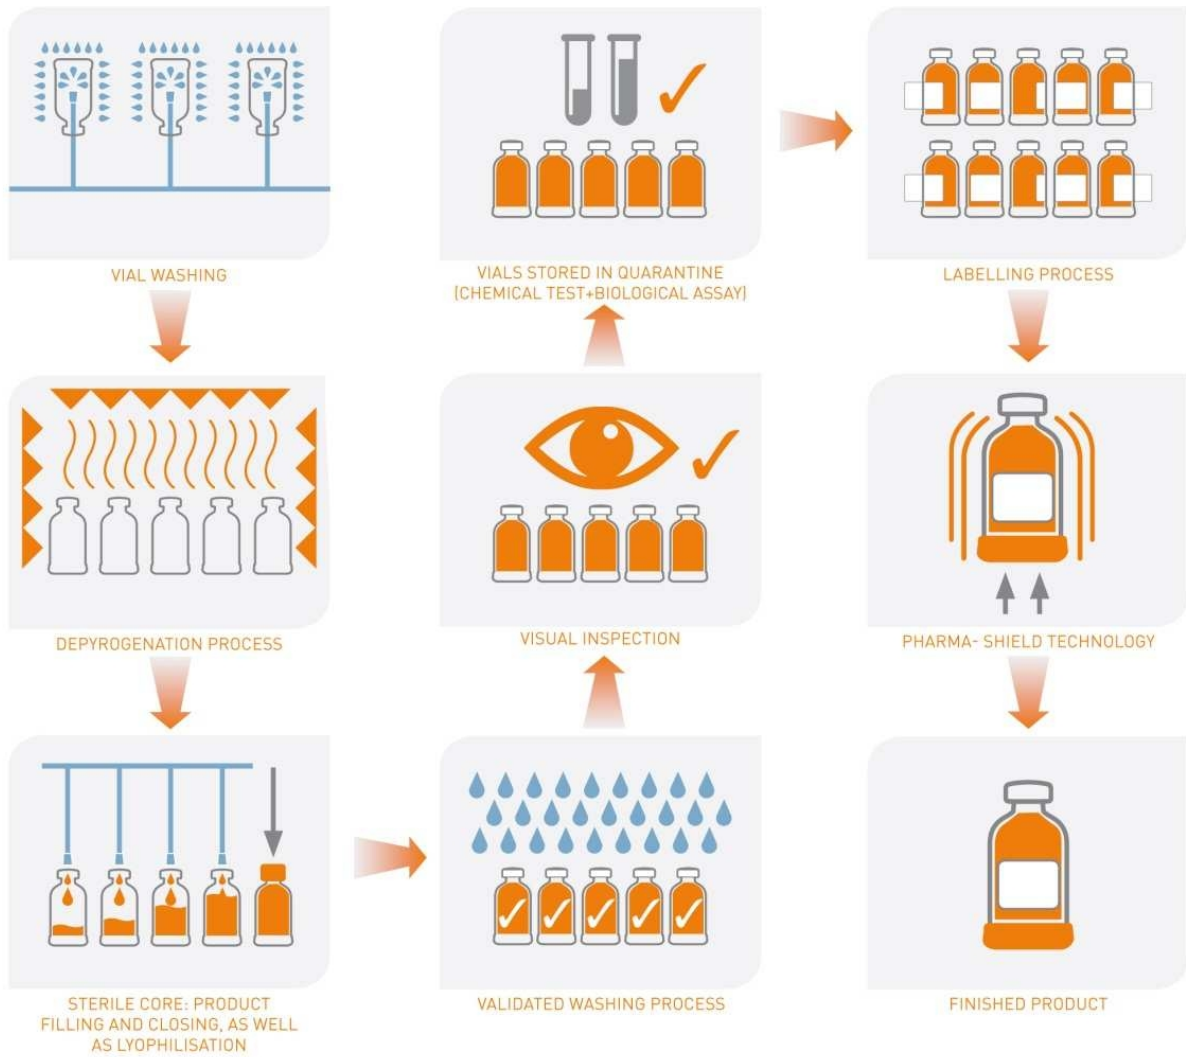 VIAL WASHING
DEPYROGENATION PROCESS
STERILE CORE: PRODUCT
FILLING AND CLOSING, AS WELL
AS LYOPHILISATION
VALIDATED WASHING PROCESS
VISUAL INSPECTION
VIALS STORED IN QUARANTINE
(CHEMICAL TEST+BIOLOGICAL ASSAY)
LABELLING PROCESS
PHARMA- SHIELD TECHNOLOGY
FINISHED PRODUCT